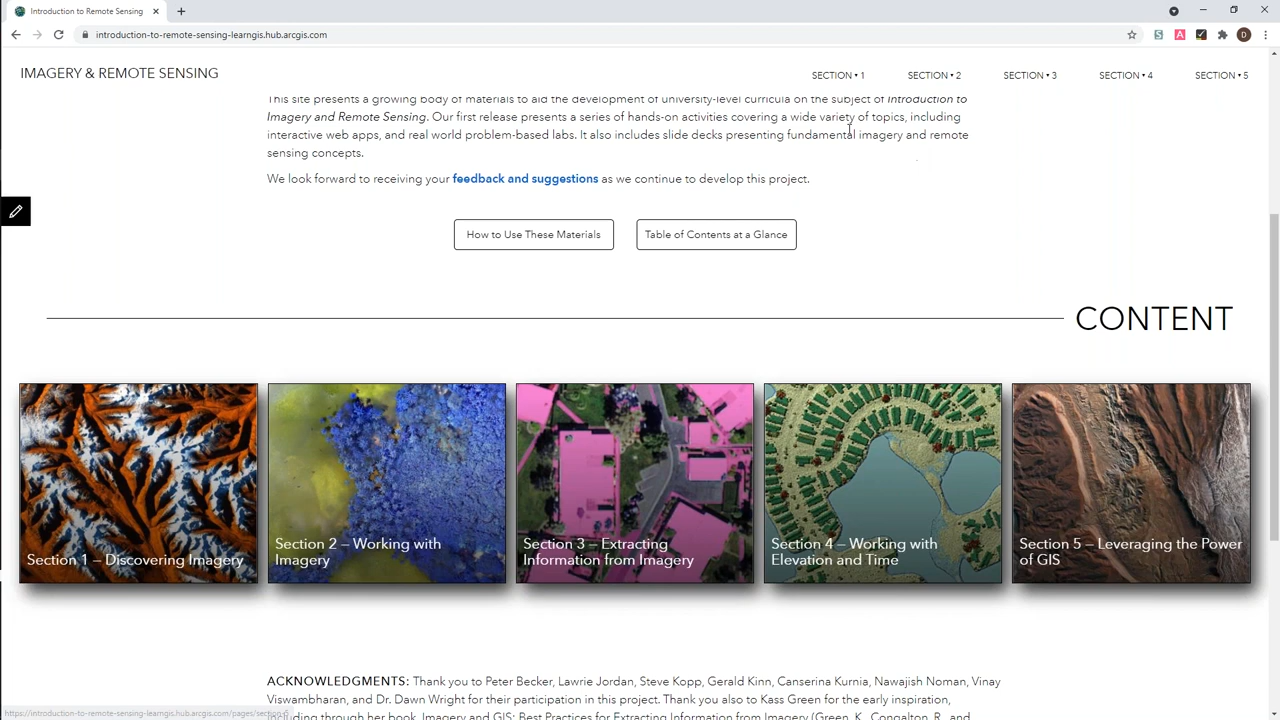 Introduction to Remote Sensing
introduction-to-remote-sensing-learngis.hub.arcgis.com
D
IMAGERY & REMOTE SENSING
SECTION • 1
SECTION • 2
SECTION • 3
SECTION • 4
SECTION • 5
This site presents a growing body of materials to aid the development of university-level curricula on the subject of Introduction to
Imagery and Remote Sensing. Our first release presents a series of hands-on activities covering a wide variety of topics, including
interactive web apps, and real world problem-based labs. It also includes slide decks presenting fundamental imagery and remote
sensing concepts.
We look forward to receiving your feedback and suggestions as we continue to develop this project.
How to Use These Materials
Table of Contents at a Glance
CONTENT
Section 1 – Discovering Imagery
Section 2 – Working with
Imagery
Section 3 – Extracting
Information from Imagery
Section 4 – Working with
Elevation and Time
Section 5 – Leveraging the Power
of GIS
ACKNOWLEDGMENTS: Thank you to Peter Becker, Lawrie Jordan, Steve Kopp, Gerald Kinn, Canserina Kurnia, Nawajish Noman, Vinay
Viswambharan, and Dr. Dawn Wright for their participation in this project. Thank you also to Kass Green for the early inspiration,
including through her book, Imagery and GIS: Best Practices for Extracting Information from Imagery (Green, K., Congalton, R., and